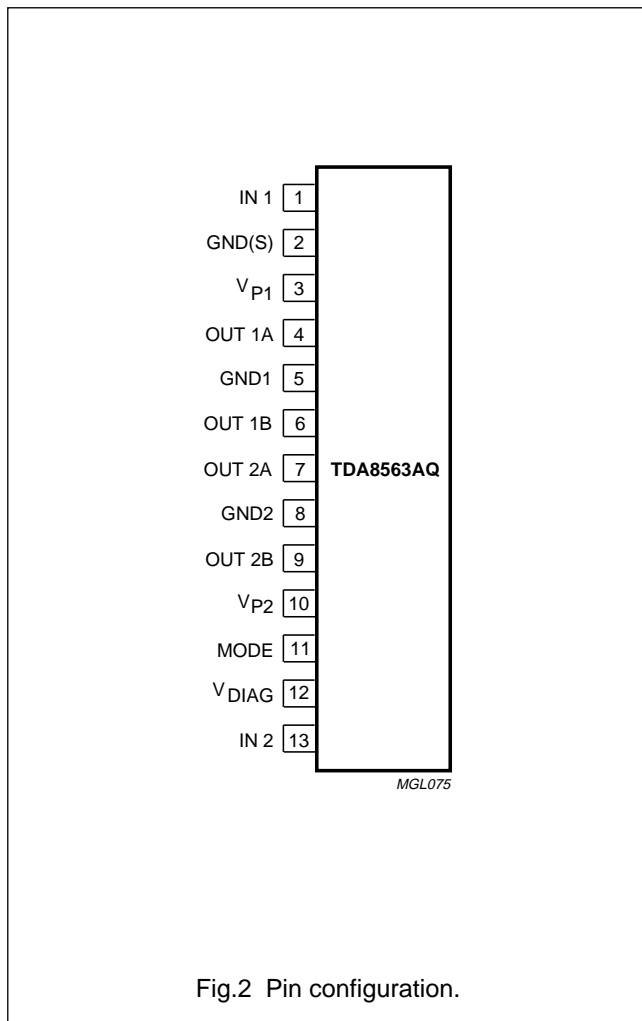 IN 1 1
GND(S) 2
VP1 3
OUT 1A 4
GND1 5
OUT 1B 6
OUT 2A 7 TDA8563AQ
GND2 8
OUT 2B 9
VP2 10
MODE 11
VDIAG 12
IN 2 13
MGL075
Fig.2 Pin configuration.